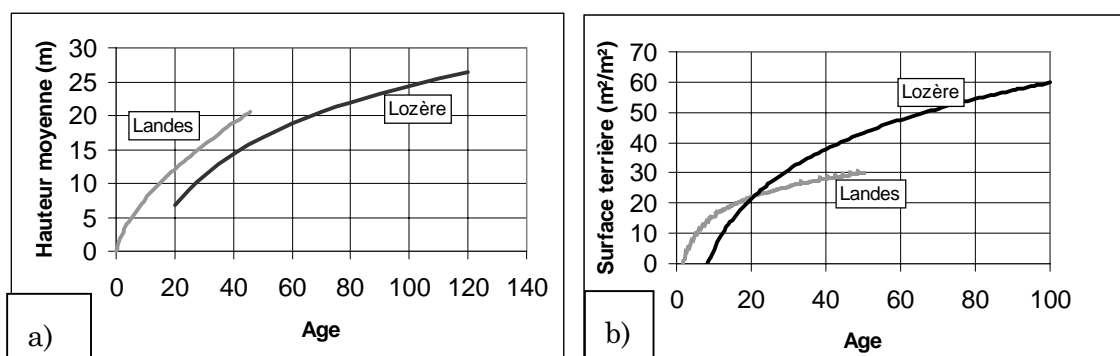 Hauteur moyenne (m)
30
25
20
15
10
5
0
Landes
Lozère
0 20 40 60 80 100 120 140
Age
a)
Surface terrière (m²/m²)
70
60
50
40
30
20
10
0
Lozère
Landes
0 20 40 60 80 100
Age
b)